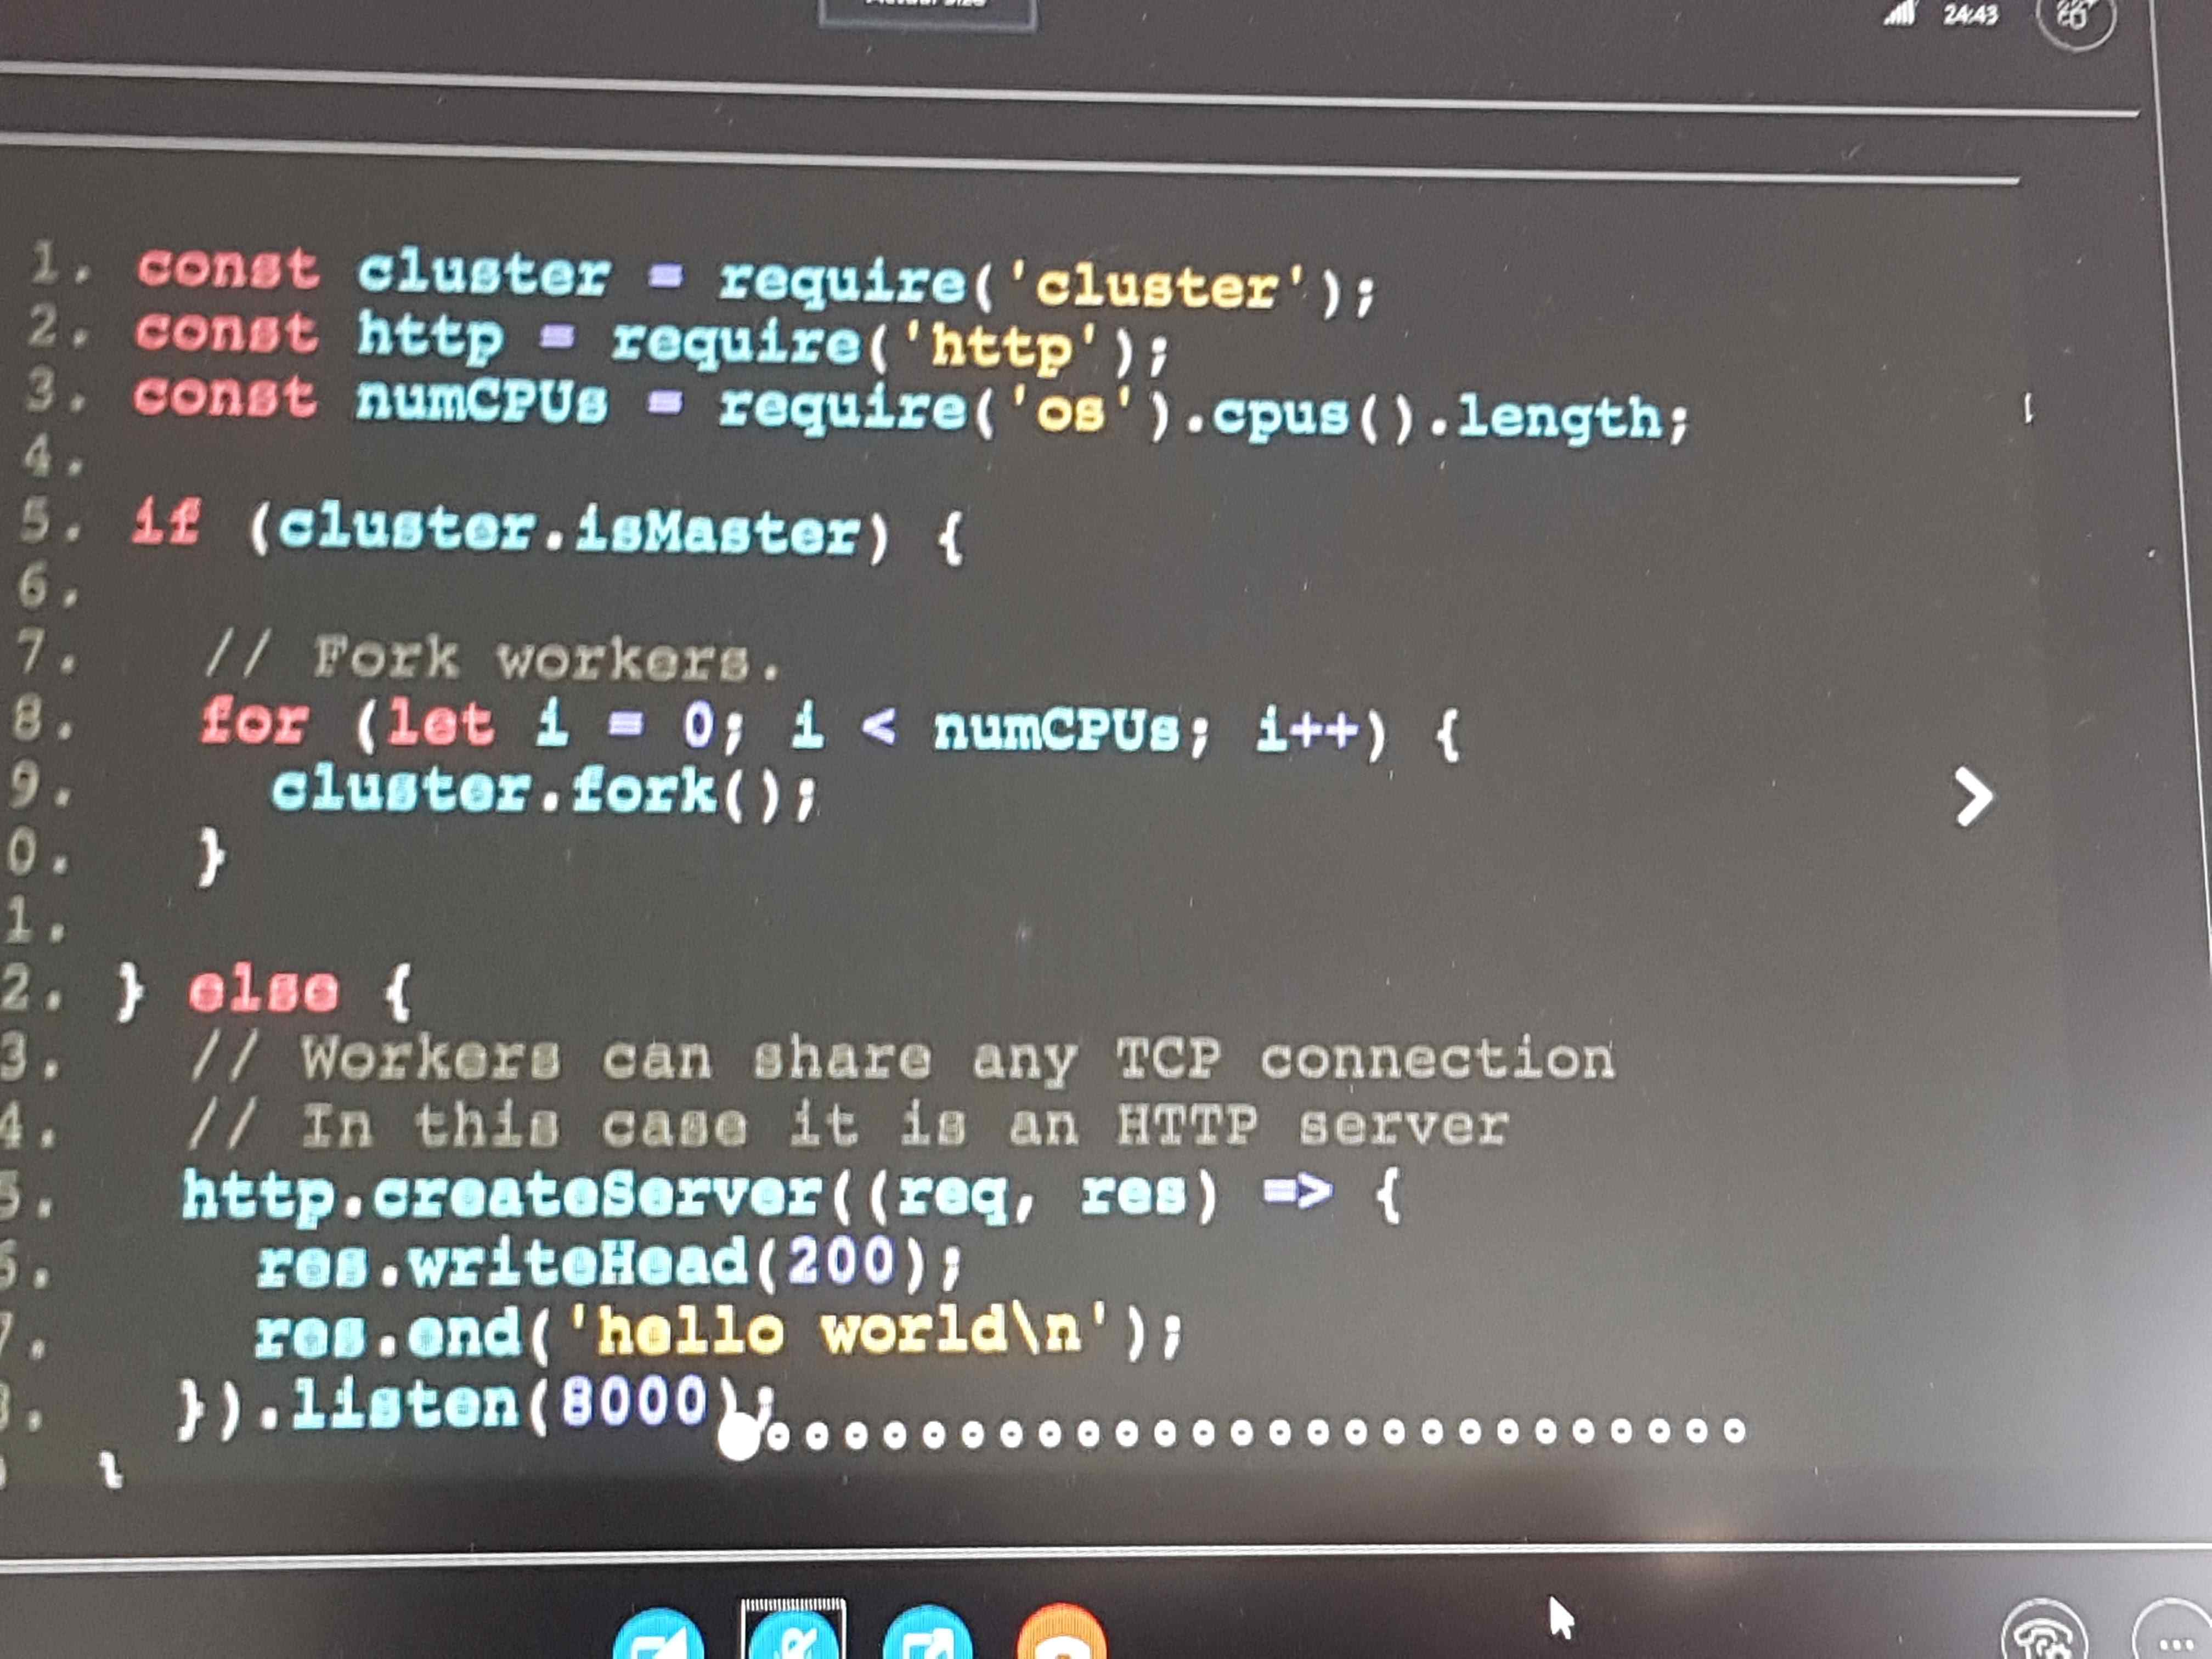 24:43
1. const cluster = require('cluster');
2. const http = require('http');
3. const numCPUs = require('os').cpus().length;
4.
5. if (cluster.isMaster) {
6.
7. // Fork workers.
8. for (let i = 0; i < numCPUs; i++) {
9. cluster.fork();
0. }
1.
2. } else {
3. // Workers can share any TCP connection
4. // In this case it is an HTTP server
5. http.createServer((req, res) => {
6. res.writeHead(200);
7. res.end('hello world\n');
8. }).listen(8000);